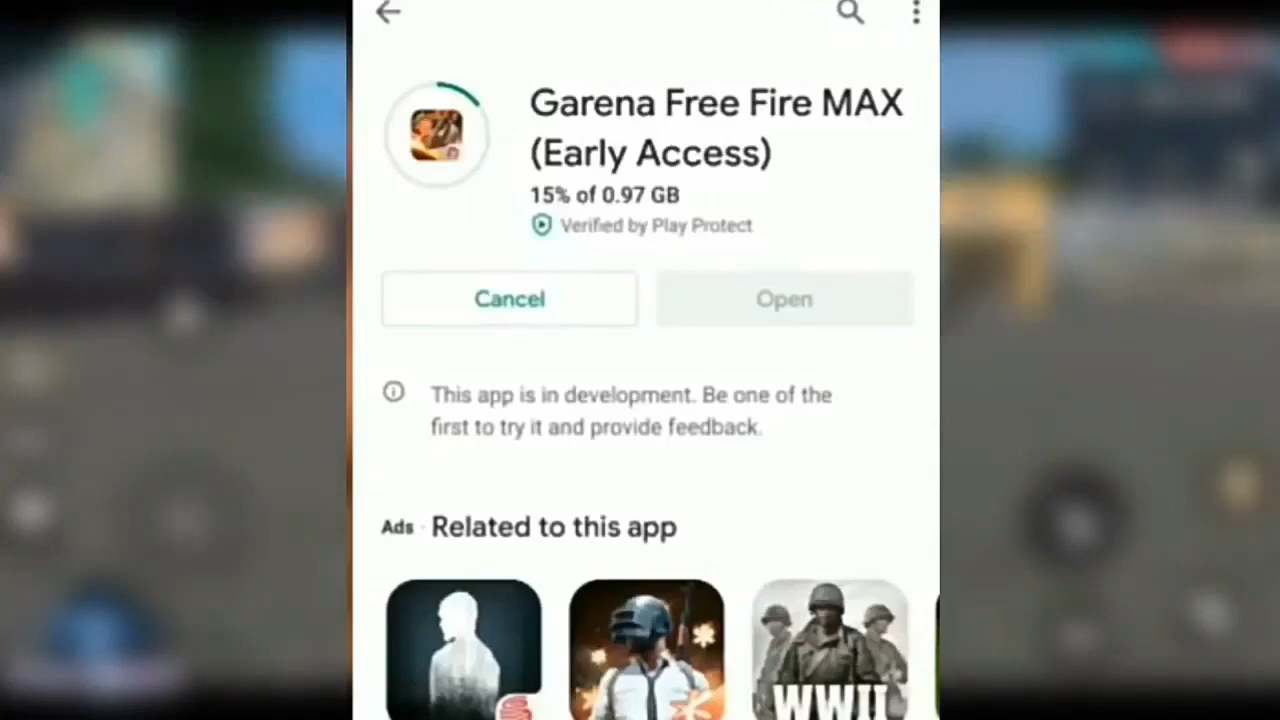 Garena Free Fire MAX
(Early Access)
15% of 0.97 GB
Verified by Play Protect
Cancel
Open
This app is in development. Be one of the
first to try it and provide feedback.
Ads · Related to this app
WWII